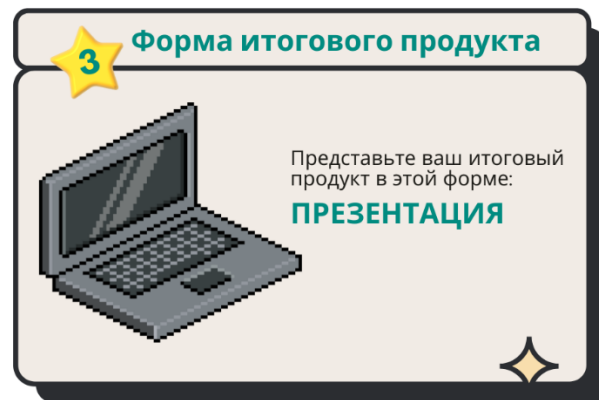 3
Форма итогового продукта
Представьте ваш итоговый
продукт в этой форме:
ПРЕЗЕНТАЦИЯ